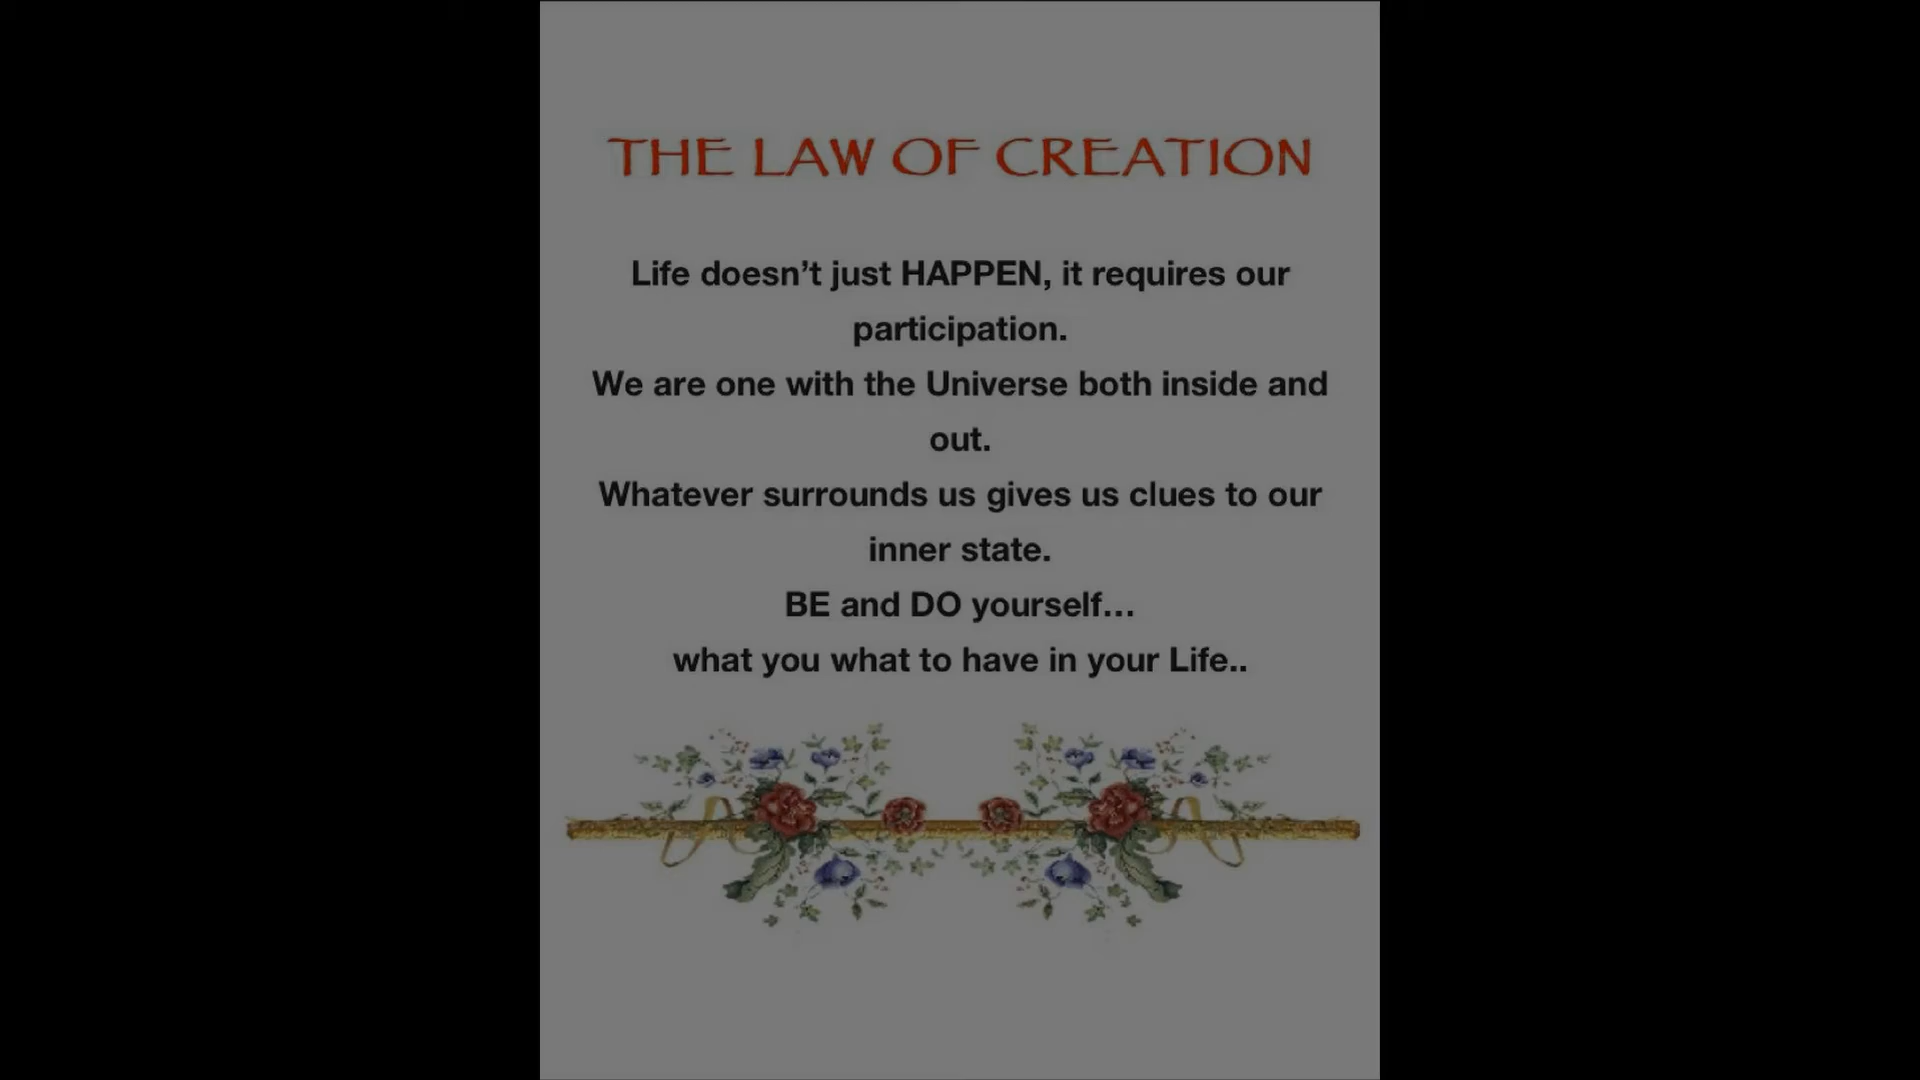 THE LAW OF CREATION
Life doesn’t just HAPPEN, it requires our
participation.
We are one with the Universe both inside and
out.
Whatever surrounds us gives us clues to our
inner state.
BE and DO yourself…
what you what to have in your Life..